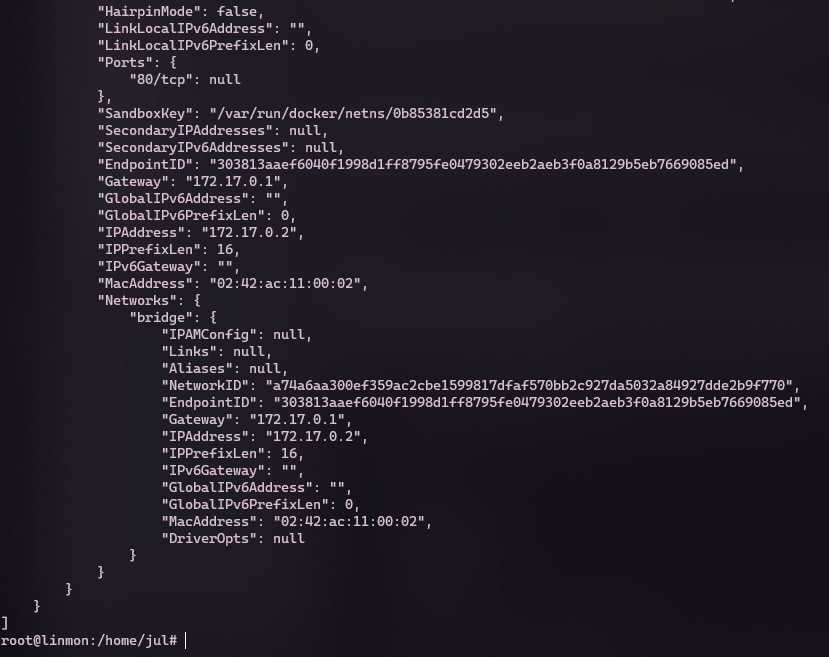 "HairpinMode": false,
"LinkLocalIPv6Address": "",
"LinkLocalIPv6PrefixLen": 0,
"Ports": {
"80/tcp": null
},
"SandboxKey": "/var/run/docker/netns/0b85381cd2d5",
"SecondaryIPAddresses": null,
"SecondaryIPv6Addresses": null,
"EndpointID": "303813aaef6040f1998d1ff8795fe0479302eeb2aeb3f0a8129b5eb7669085ed",
"Gateway": "172.17.0.1",
"GlobalIPv6Address": "",
"GlobalIPv6PrefixLen": 0,
"IPAddress": "172.17.0.2",
"IPPrefixLen": 16,
"IPv6Gateway": "",
"MacAddress": "02:42:ac:11:00:02",
"Networks": {
"bridge": {
"IPAMConfig": null,
"Links": null,
"Aliases": null,
"NetworkID": "a74a6aa300ef359ac2cbe1599817dfaf570bb2c927da5032a84927dde2b9f770",
"EndpointID": "303813aaef6040f1998d1ff8795fe0479302eeb2aeb3f0a8129b5eb7669085ed",
"Gateway": "172.17.0.1",
"IPAddress": "172.17.0.2",
"IPPrefixLen": 16,
"IPv6Gateway": "",
"GlobalIPv6Address": "",
"GlobalIPv6PrefixLen": 0,
"MacAddress": "02:42:ac:11:00:02",
"DriverOpts": null
}
}
}
}
]
root@linmon:/home/jul#